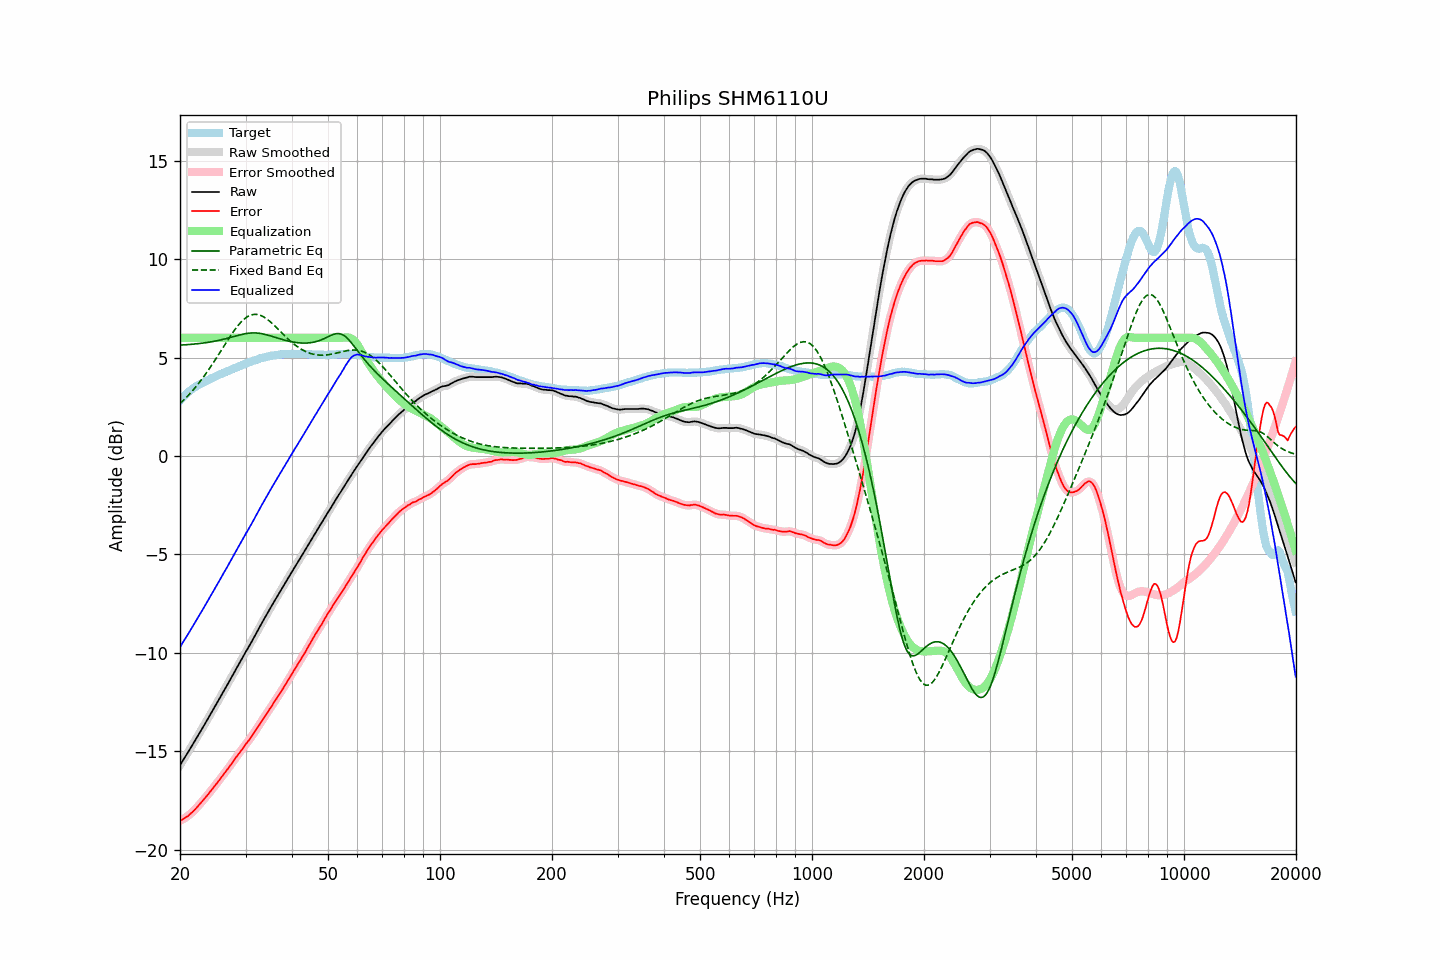 Philips SHM6110U
Target
Raw Smoothed
Error Smoothed
Raw
Error
Equalization
Parametric Eq
Fixed Band Eq
Equalized
15
10
5
0
−5
−10
−15
−20
Amplitude (dBr)
20
50
100
200
500
1000
2000
5000
10000
20000
Frequency (Hz)